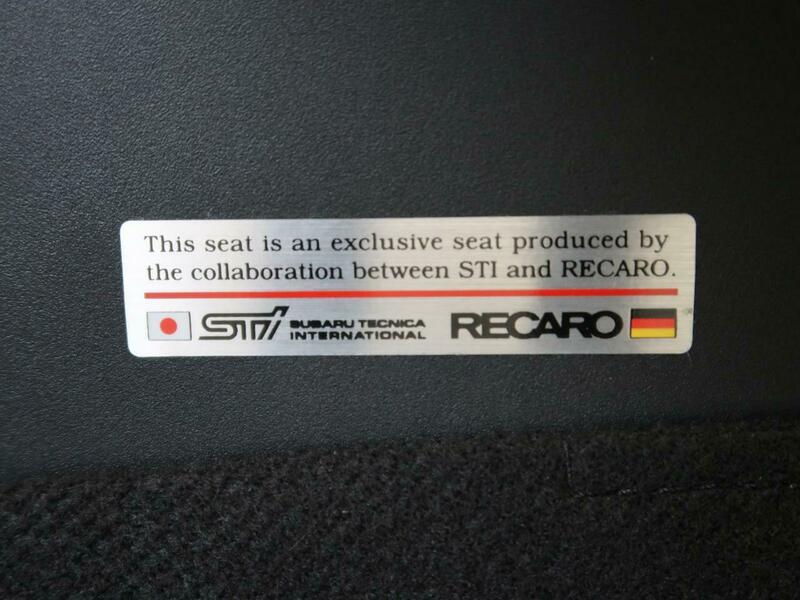 This seat is an exclusive seat produced by
the collaboration between STI and RECARO.
STI SUBARU TECNICA INTERNATIONAL RECARO